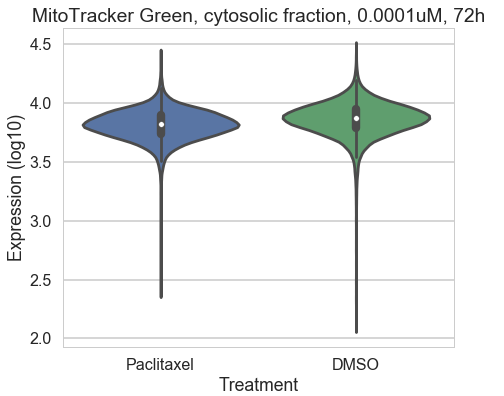 MitoTracker Green, cytosolic fraction, 0.0001uM, 72h
4.5
4.0
3.5
3.0
2.5
2.0
Expression (log10)
Paclitaxel DMSO
Treatment